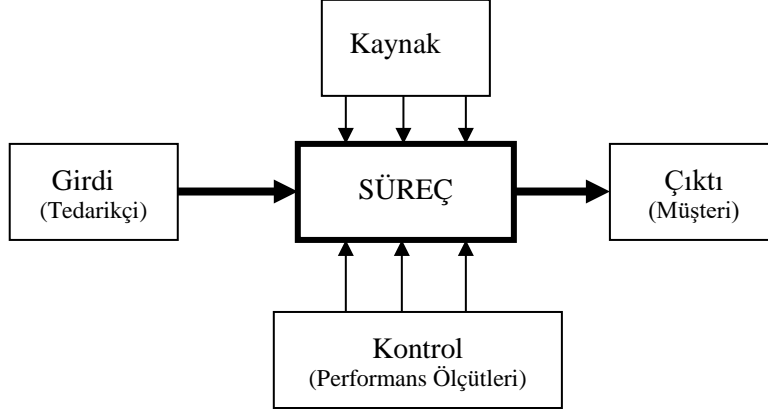 Kaynak
Girdi
(Tedarikçi)
SÜREÇ
Çıktı
(Müşteri)
Kontrol
(Performans Ölçütleri)